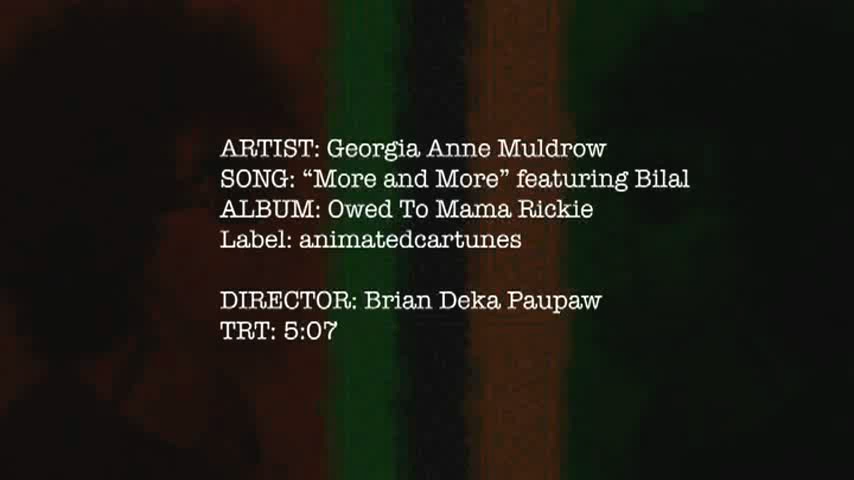 ARTIST: Georgia Anne Muldrow
SONG: “More and More” featuring Bilal
ALBUM: Owed To Mama Rickie
Label: animatedcartunes
DIRECTOR: Brian Deka Paupaw
TRT: 5:07